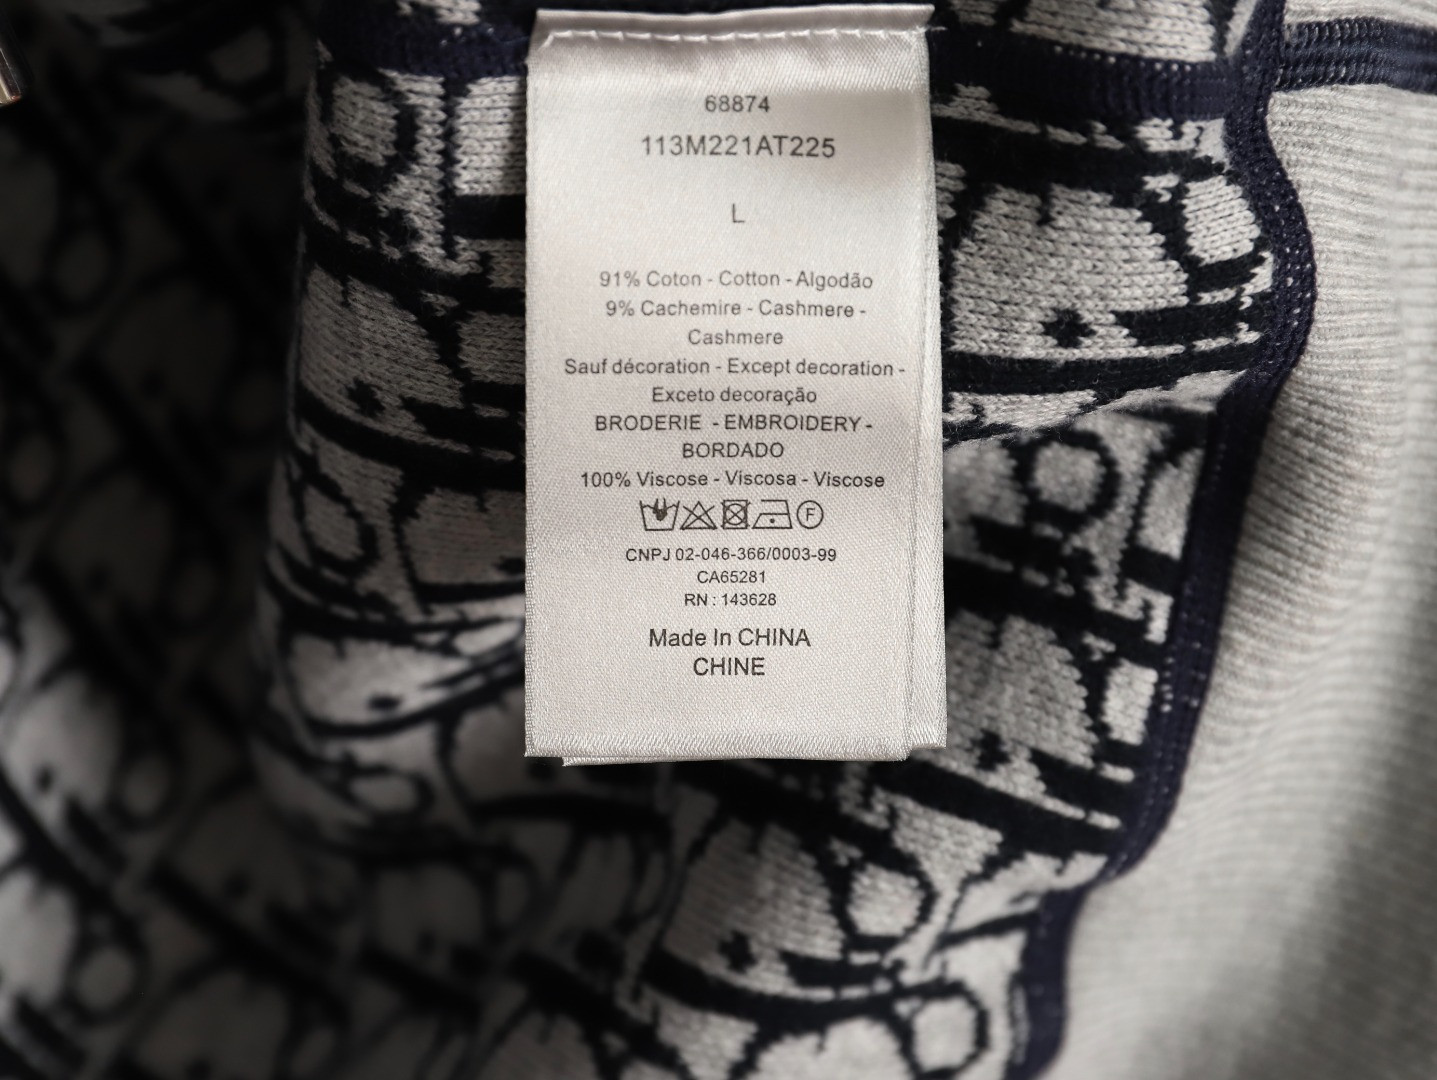 68874
113M221AT225
L
91% Coton - Cotton - Algodão
9% Cachemire - Cashmere -
Cashmere
Sauf décoration - Except decoration -
Exceto decoração
BRODERIE - EMBROIDERY -
BORDADO
100% Viscose - Viscosa - Viscose
F
CNPJ 02-046-366/0003-99
CA65281
RN : 143628
Made In CHINA
CHINE